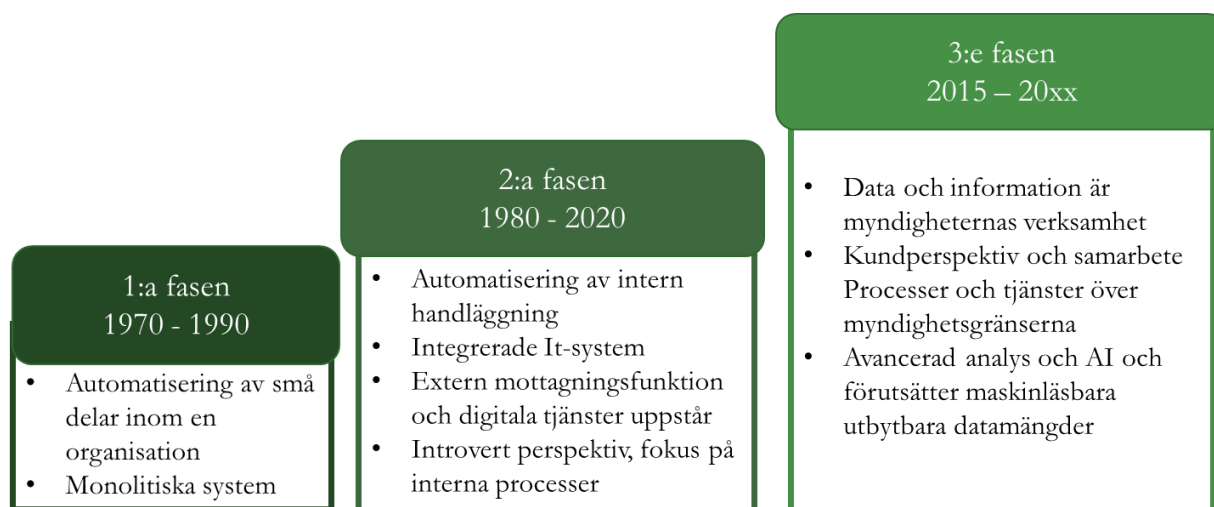 1:a fasen
1970 - 1990
• Automatisering av små
delar inom en
organisation
• Monolitiska system
2:a fasen
1980 - 2020
• Automatisering av intern
handläggning
• Integrerade It-system
• Extern mottagningsfunktion
och digitala tjänster uppstår
• Introvert perspektiv, fokus på
interna processer
3:e fasen
2015 – 20xx
• Data och information är
myndigheternas verksamhet
• Kundperspektiv och samarbete
Processer och tjänster över
myndighetsgränserna
• Avancerad analys och AI och
förutsätter maskinläsbara
utbytbara datamängder